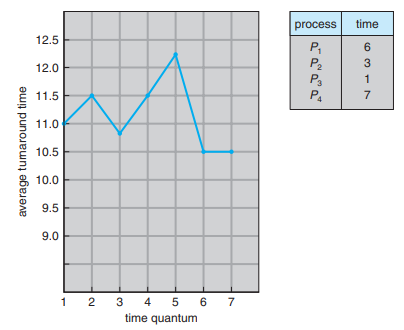 average turnaround time
12.5
12.0
11.5
11.0
10.5
10.0
9.5
9.0
1 2 3 4 5 6 7
time quantum
process time
P1 6
P2 3
P3 1
P4 7